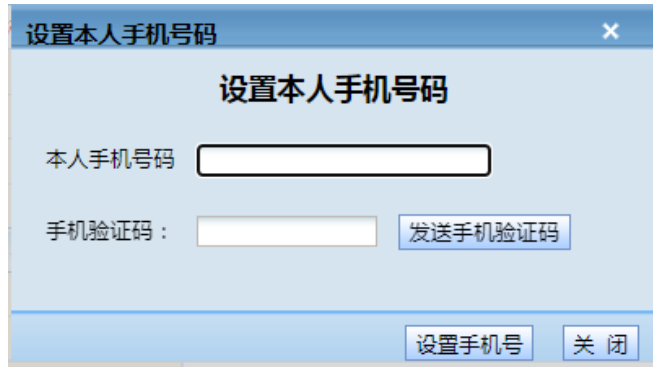 设置本人手机号码
设置本人手机号码
本人手机号码
手机验证码： 发送手机验证码
设置手机号 关 闭